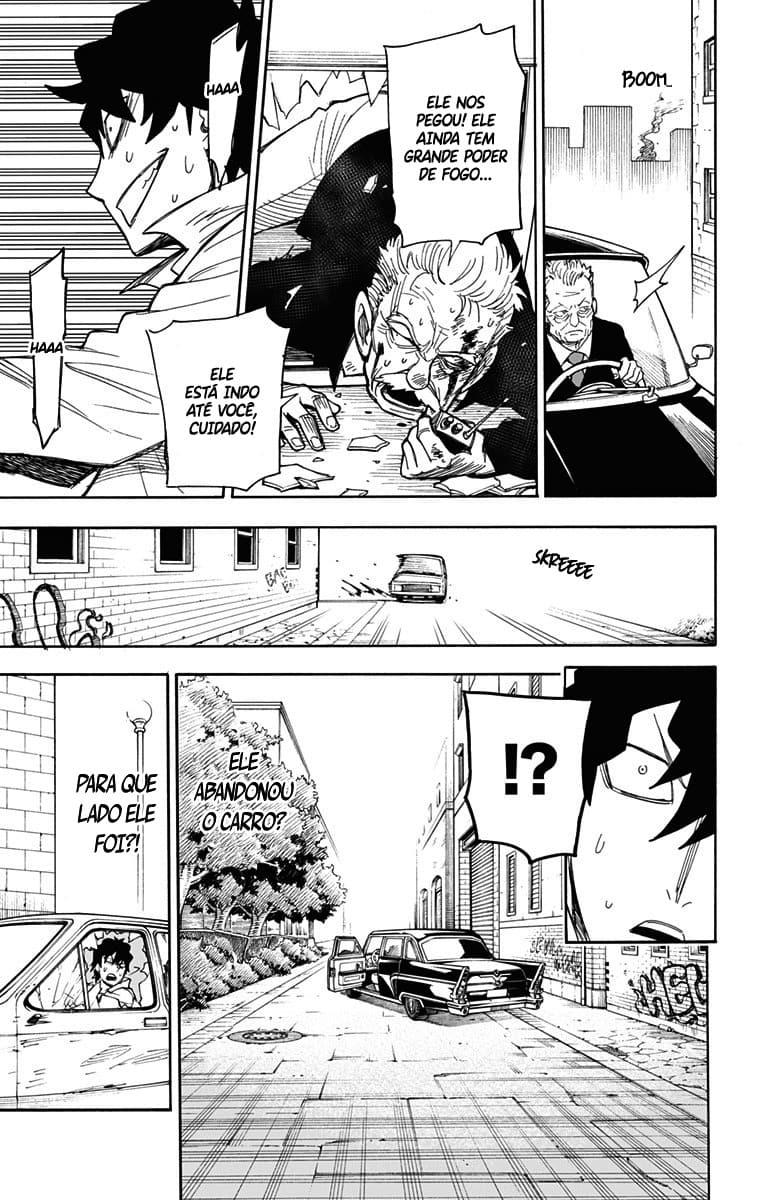 BOOM...
ELE NOS
PEGOU! ELE
AINDA TEM
GRANDE PODER
DE FOGO...
ELE
ESTÁ INDO
ATÉ VOCÊ,
CUIDADO!
HAAA
HAAA
SKREEEE
!?
ELE
ABANDONOU
O CARRO?
PARA QUE
LADO ELE
FOI?!